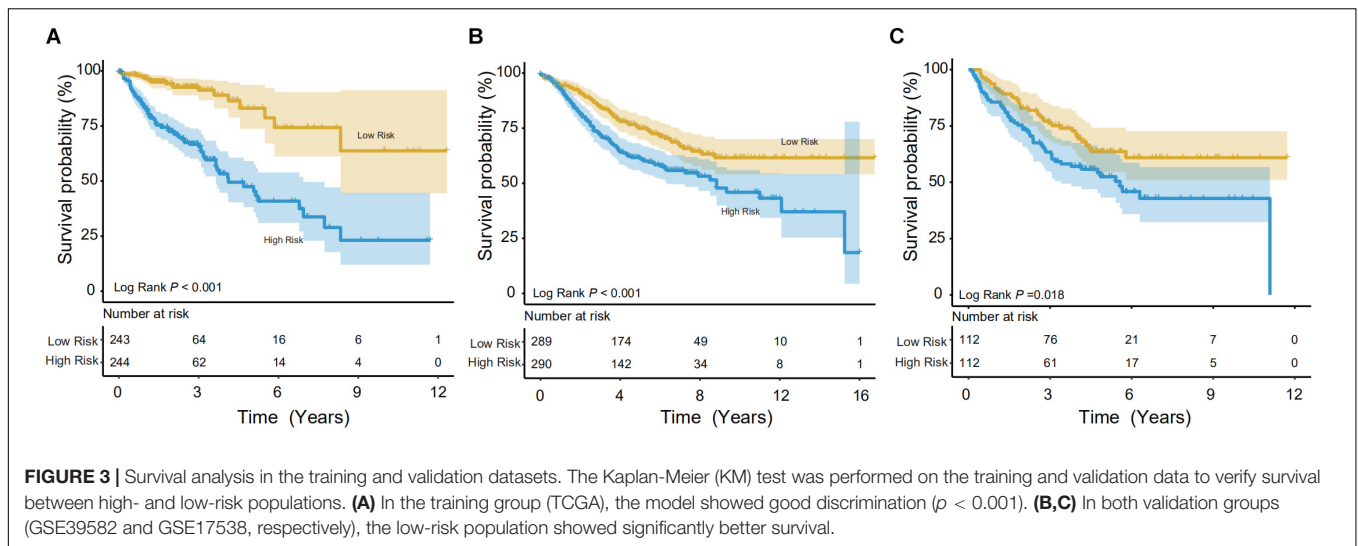 A
Survival probability (%)
100
75
50
25
0
Low Risk
High Risk
Log Rank P < 0.001
Number at risk
Low Risk 243 64 16 6 1
High Risk 244 62 14 4 0
0 3 6 9 12
Time (Years)
B
Survival probability (%)
100
75
50
25
0
Low Risk
High Risk
Log Rank P < 0.001
Number at risk
Low Risk 289 174 49 10 1
High Risk 290 142 34 8 1
0 4 8 12 16
Time (Years)
C
Survival probability (%)
100
75
50
25
0
Log Rank P =0.018
Number at risk
Low Risk 112 76 21 7 0
High Risk 112 61 17 5 0
0 3 6 9 12
Time (Years)
FIGURE 3 | Survival analysis in the training and validation datasets. The Kaplan-Meier (KM) test was performed on the training and validation data to verify survival
between high- and low-risk populations. (A) In the training group (TCGA), the model showed good discrimination (p < 0.001). (B,C) In both validation groups
(GSE39582 and GSE17538, respectively), the low-risk population showed significantly better survival.